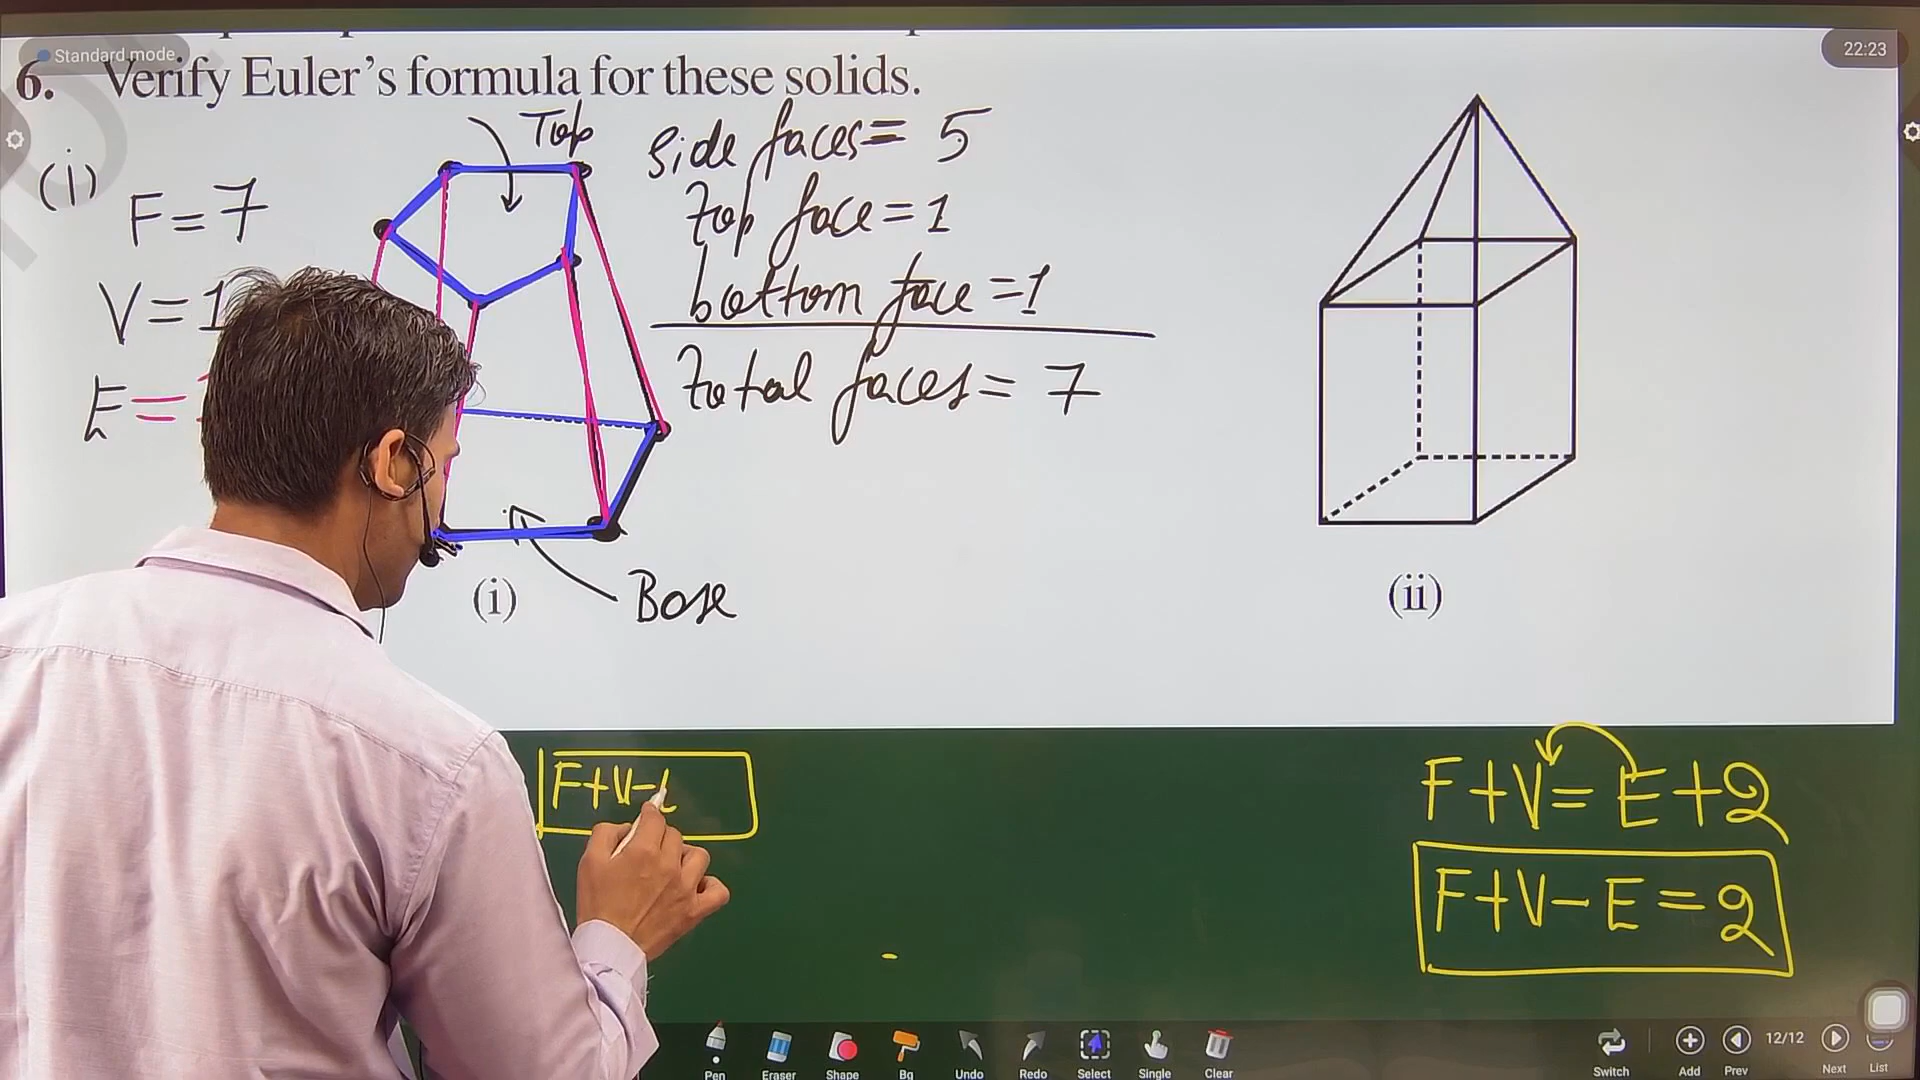 Standard mode
22:23
6. Verify Euler's formula for these solids.
(i)
F=7
V=1
E=
Top
side faces= 5
top face=1
bottom face=1
total faces= 7
(i)
Base
(ii)
F+V-
F+V= E+2
F+V-E=2
Pen
Eraser
Shape
Bg
Undo
Redo
Select
Single
Clear
Switch
Add
Prev
12/12
Next
List